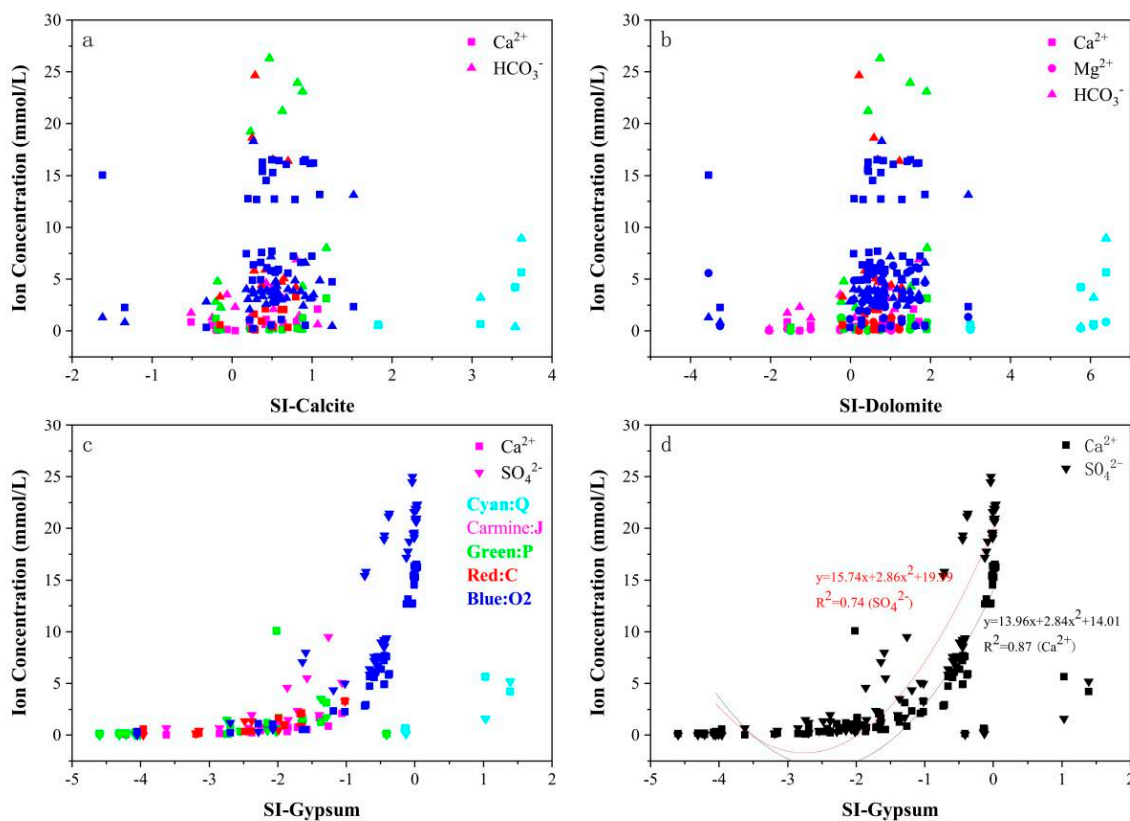 a
Ca²⁺
HCO₃⁻
Ion Concentration (mmol/L)
30
25
20
15
10
5
0
-2 -1 0 1 2 3 4
SI-Calcite
b
Ca²⁺
Mg²⁺
HCO₃⁻
Ion Concentration (mmol/L)
30
25
20
15
10
5
0
-4 -2 0 2 4 6
SI-Dolomite
c
Ca²⁺
SO₄²⁻
Cyan:Q
Carmine:J
Green:P
Red:C
Blue:O2
Ion Concentration (mmol/L)
30
25
20
15
10
5
0
-5 -4 -3 -2 -1 0 1 2
SI-Gypsum
d
Ca²⁺
SO₄²⁻
y=15.74x+2.86x²+19.99
R²=0.74 (SO₄²⁻)
y=13.96x+2.84x²+14.01
R²=0.87 (Ca²⁺)
Ion Concentration (mmol/L)
30
25
20
15
10
5
0
-5 -4 -3 -2 -1 0 1 2
SI-Gypsum